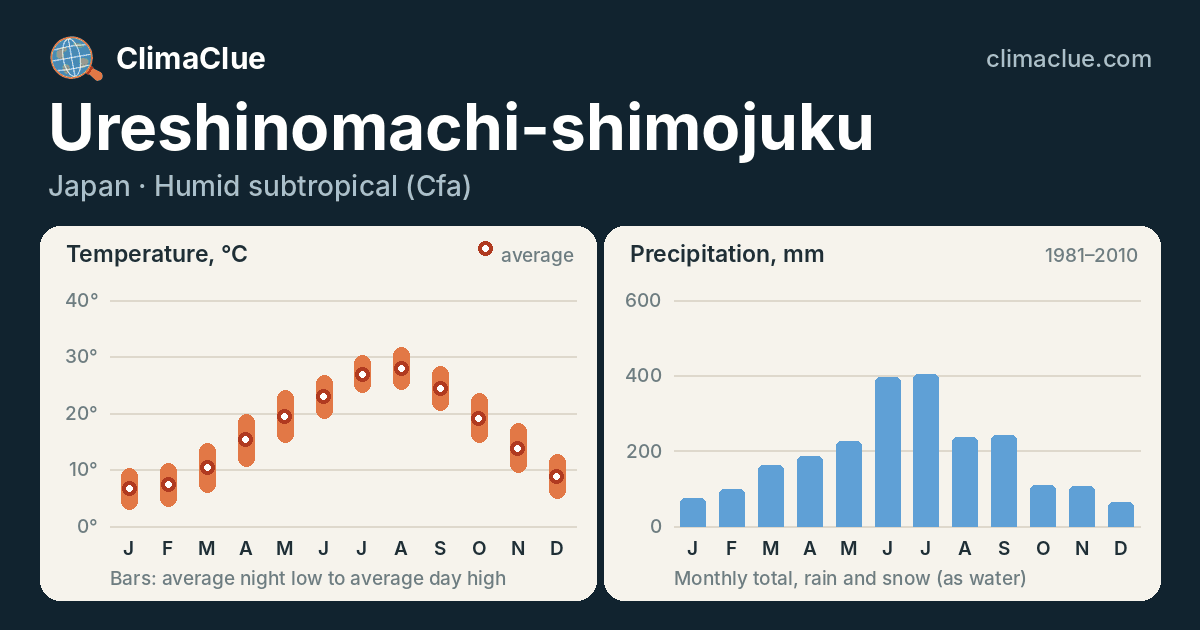 ClimaClue
climaclue.com
Ureshinomachi-shimojuku
Japan · Humid subtropical (Cfa)
Temperature, °C
average
40°
30°
20°
10°
0°
J F M A M J J A S O N D
Bars: average night low to average day high
Precipitation, mm
1981–2010
600
400
200
0
J F M A M J J A S O N D
Monthly total, rain and snow (as water)